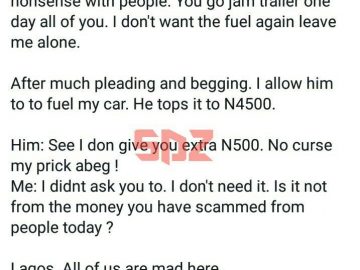 nonsense with people. You go jam trailer one
day all of you. I don't want the fuel again leave
me alone.
After much pleading and begging. I allow him
to to fuel my car. He tops it to N4500.
Him: See I don give you extra N500. No curse
my prick abeg !
Me: I didnt ask you to. I don't need it. Is it not
from the money you have scammed from
people today ?
Lagos. All of us are mad here
SDZ